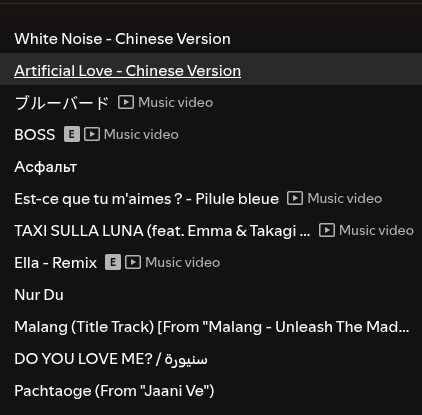 White Noise - Chinese Version
Artificial Love - Chinese Version
ブルーバード Music video
BOSS E Music video
Асфальт
Est-ce que tu m'aimes ? - Pilule bleue Music video
TAXI SULLA LUNA (feat. Emma & Takagi ... Music video
Ella - Remix E Music video
Nur Du
Malang (Title Track) [From "Malang - Unleash The Mad...
DO YOU LOVE ME? / سنيورة
Pachtaoge (From "Jaani Ve")